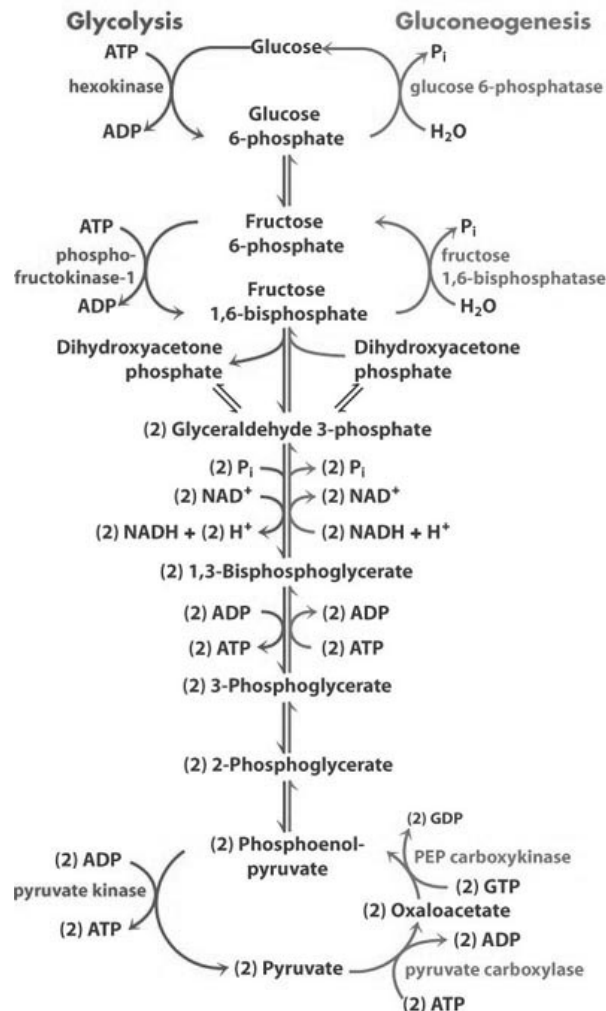 Glycolysis
Gluconeogenesis
ATP
Glucose
Pi
hexokinase
glucose 6-phosphatase
ADP
Glucose
6-phosphate
H2O
ATP
Fructose
6-phosphate
Pi
phospho-
fructokinase-1
fructose
1,6-bisphosphatase
ADP
Fructose
1,6-bisphosphate
H2O
Dihydroxyacetone
phosphate
Dihydroxyacetone
phosphate
(2) Glyceraldehyde 3-phosphate
(2) Pi
(2) Pi
(2) NAD+
(2) NAD+
(2) NADH + (2) H+
(2) NADH + H+
(2) 1,3-Bisphosphoglycerate
(2) ADP
(2) ADP
(2) ATP
(2) ATP
(2) 3-Phosphoglycerate
(2) 2-Phosphoglycerate
(2) GDP
(2) Phosphoenol-
pyruvate
PEP carboxykinase
(2) ADP
pyruvate kinase
(2) GTP
(2) ATP
(2) Oxaloacetate
(2) ADP
(2) Pyruvate
pyruvate carboxylase
(2) ATP